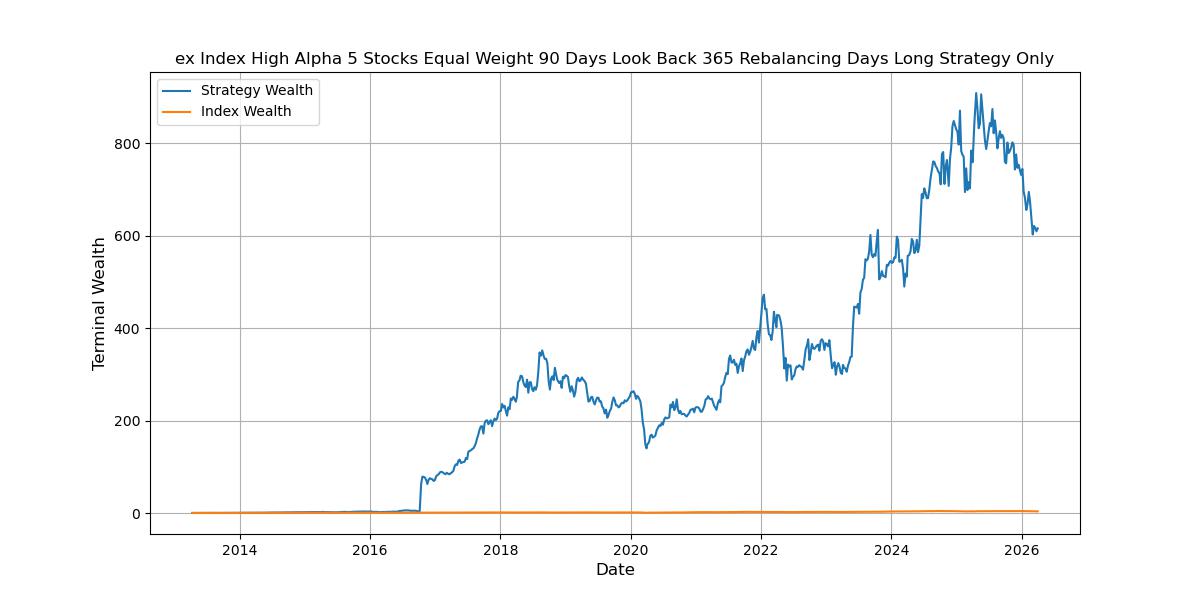 ex Index High Alpha 5 Stocks Equal Weight 90 Days Look Back 365 Rebalancing Days Long Strategy Only
Strategy Wealth
Index Wealth
Terminal Wealth
800
600
400
200
0
2014 2016 2018 2020 2022 2024 2026
Date